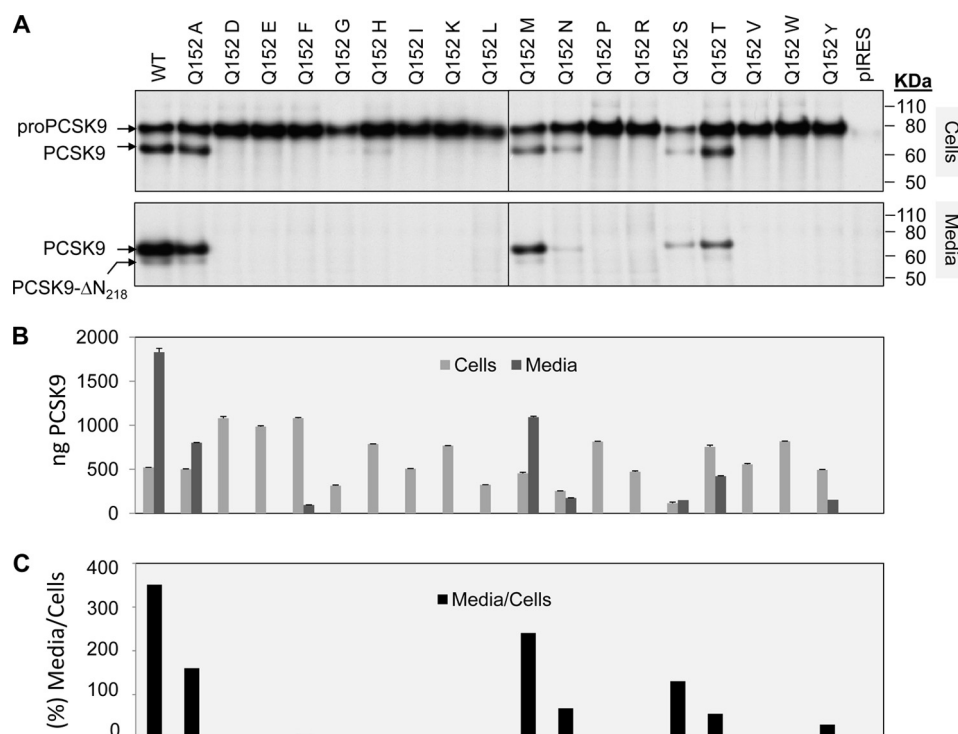 A
WT
Q152 A
Q152 D
Q152 E
Q152 F
Q152 G
Q152 H
Q152 I
Q152 K
Q152 L
Q152 M
Q152 N
Q152 P
Q152 R
Q152 S
Q152 T
Q152 V
Q152 W
Q152 Y
pIRES
KDa
proPCSK9
PCSK9
110
80
60
50
Cells
PCSK9
PCSK9-ΔN218
110
80
60
50
Media
B
ng PCSK9
2000
1500
1000
500
0
Cells Media
C
(%) Media/Cells
400
300
200
100
0
Media/Cells